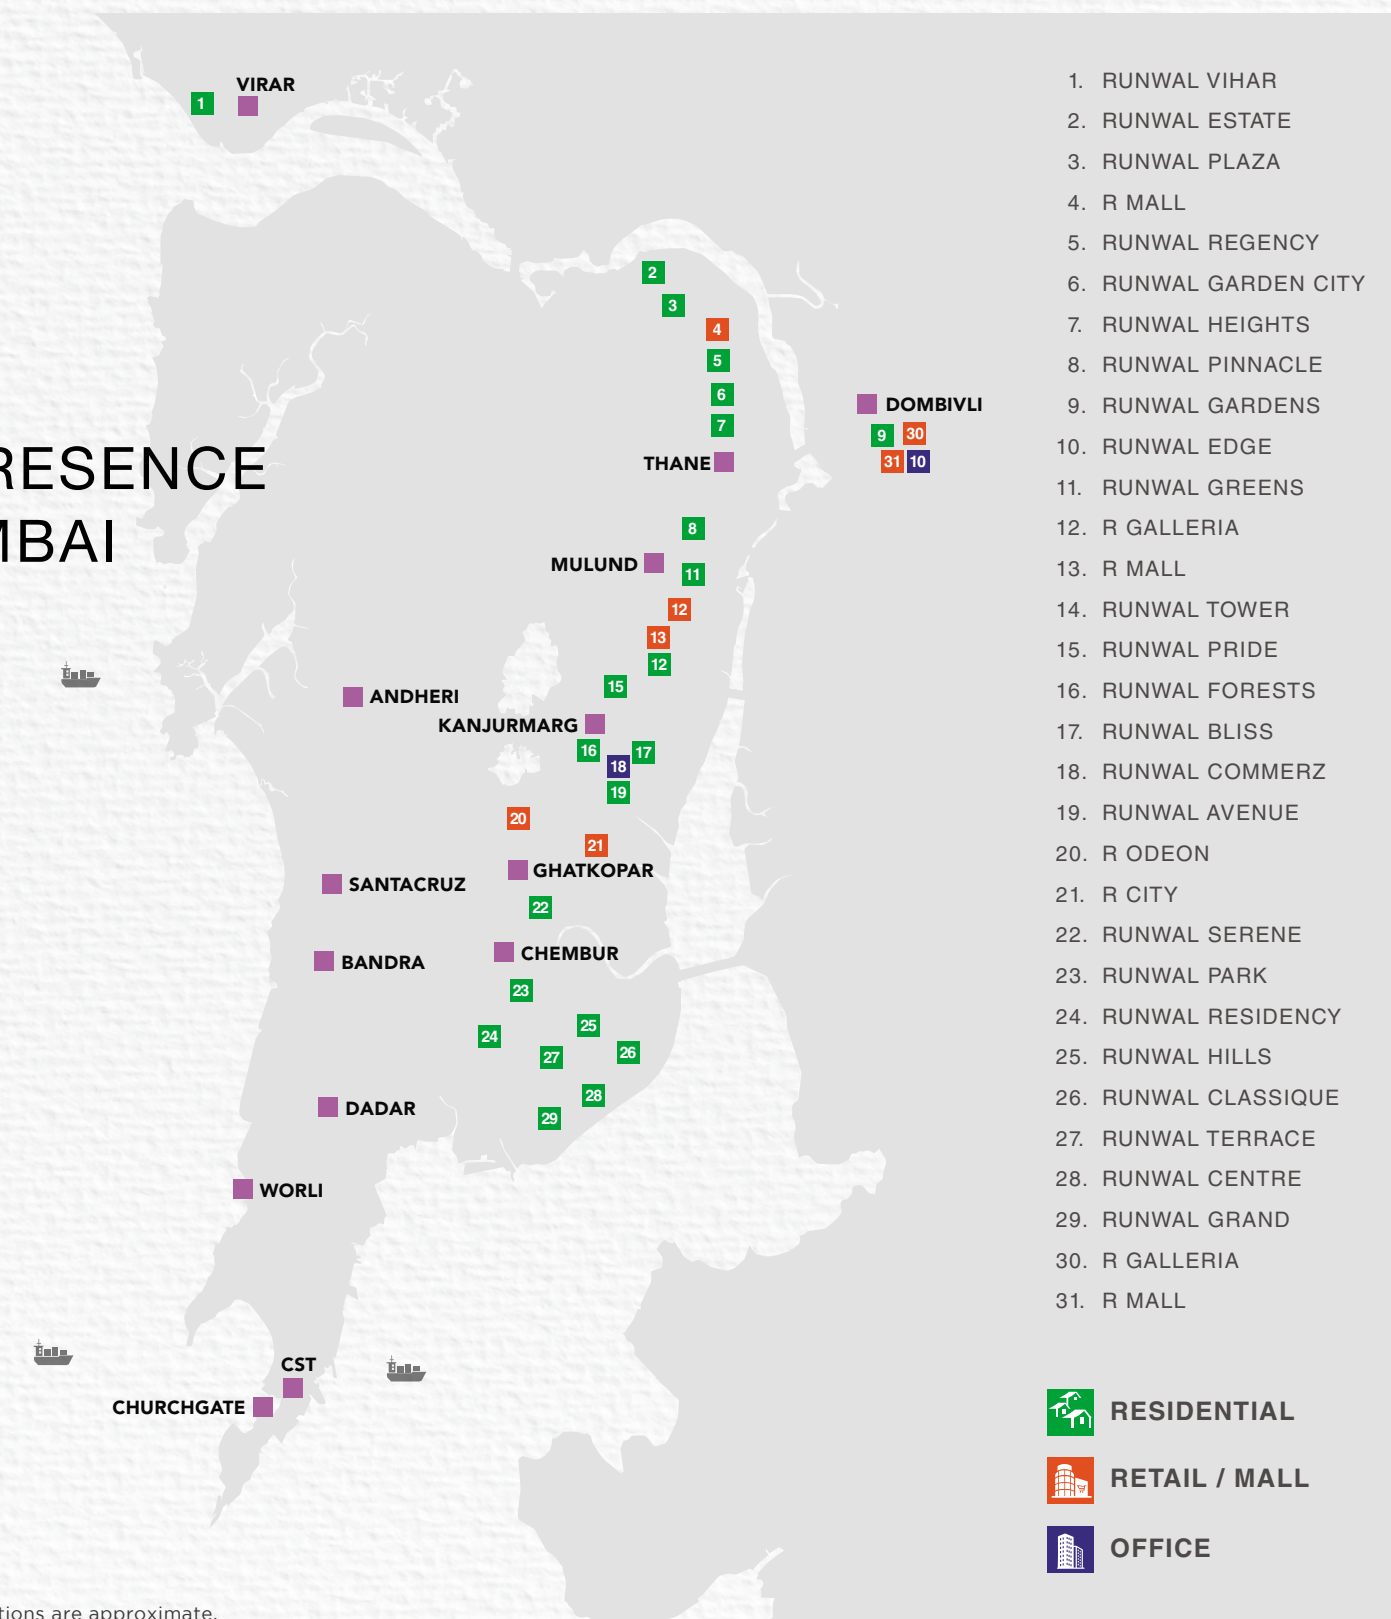 VIRAR
1
2
3
4
5
6
7
THANE
DOMBIVLI
9 30
31 10
RESENCE
MBAI
8
MULUND
11
12
13
12
15
ANDHERI
KANJURMARG
16 17
18
19
20
21
GHATKOPAR
SANTACRUZ
22
CHEMBUR
BANDRA
23
24
25
26
27
28
29
DADAR
WORLI
CST
CHURCHGATE
1. RUNWAL VIHAR
2. RUNWAL ESTATE
3. RUNWAL PLAZA
4. R MALL
5. RUNWAL REGENCY
6. RUNWAL GARDEN CITY
7. RUNWAL HEIGHTS
8. RUNWAL PINNACLE
9. RUNWAL GARDENS
10. RUNWAL EDGE
11. RUNWAL GREENS
12. R GALLERIA
13. R MALL
14. RUNWAL TOWER
15. RUNWAL PRIDE
16. RUNWAL FORESTS
17. RUNWAL BLISS
18. RUNWAL COMMERZ
19. RUNWAL AVENUE
20. R ODEON
21. R CITY
22. RUNWAL SERENE
23. RUNWAL PARK
24. RUNWAL RESIDENCY
25. RUNWAL HILLS
26. RUNWAL CLASSIQUE
27. RUNWAL TERRACE
28. RUNWAL CENTRE
29. RUNWAL GRAND
30. R GALLERIA
31. R MALL
RESIDENTIAL
RETAIL / MALL
OFFICE
tions are approximate.